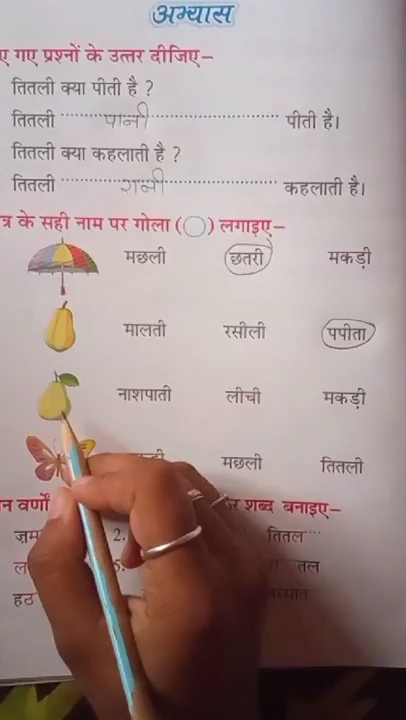 अभ्यास
गए प्रश्नों के उत्तर दीजिए–
तितली क्या पीती है ?
तितली ........ पानी ........ पीती है।
तितली क्या कहलाती है ?
तितली ........ रानी ........ कहलाती है।
के सही नाम पर गोला (○) लगाइए–
मछली छतरी मकड़ी
मालती रसीली पपीता
नाशपाती लीची मकड़ी
मछली तितली
वर्णों शब्द बनाइए–
2. तितल....